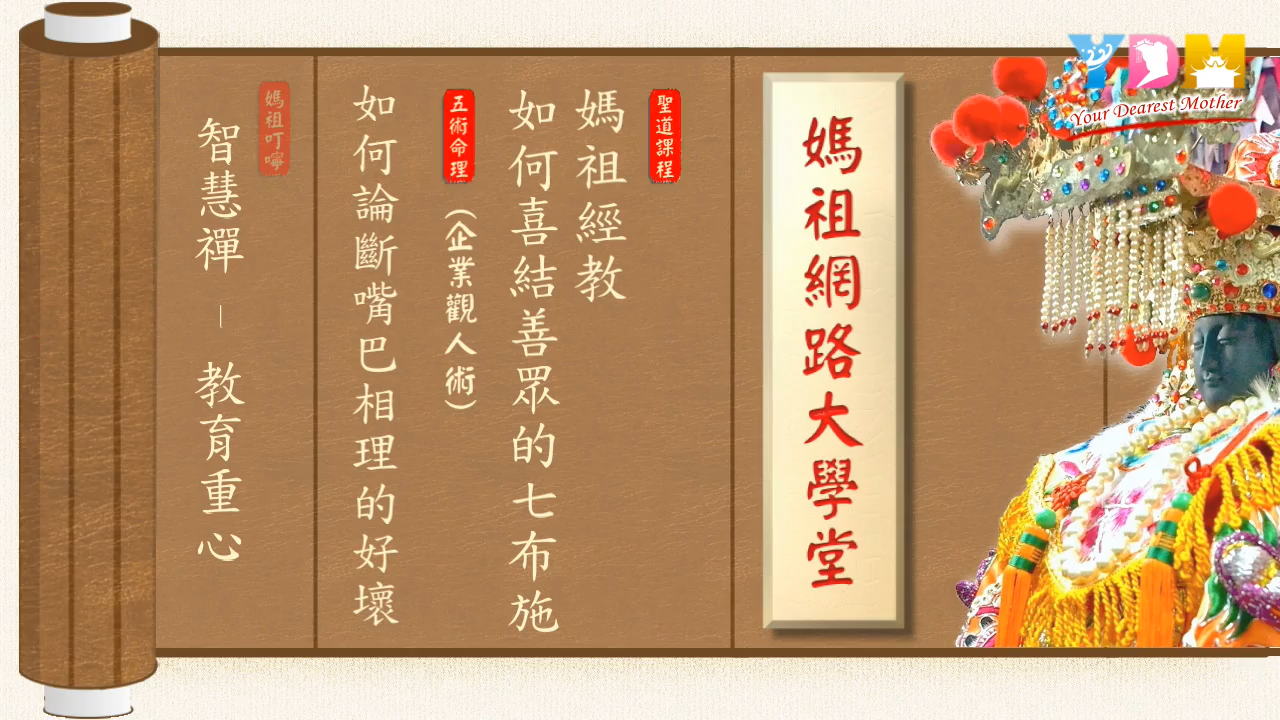 YDM
Your Dearest Mother
媽祖網路大學堂
聖道課程
媽祖經教
如何喜結善眾的七布施
五術命理
（企業觀人術）
如何論斷嘴巴相理的好壞
媽祖叮嚀
智慧禪 — 教育重心